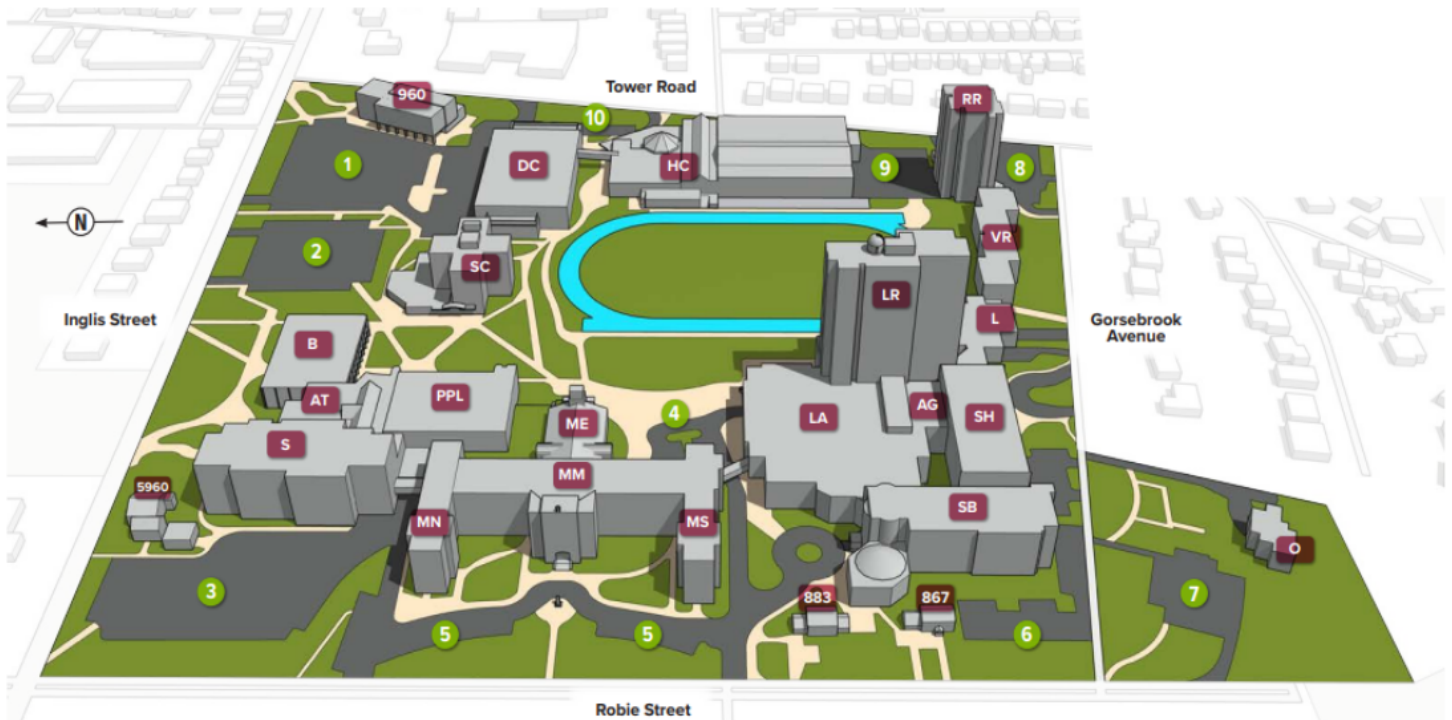 Tower Road
960
10
RR
1
DC
HC
9
8
N
2
SC
VR
LR
Inglis Street
L
Gorsebrook
Avenue
B
AT
PPL
4
AG
ME
LA
SH
S
MM
5960
MN
MS
SB
O
3
883
867
7
5
5
6
Robie Street